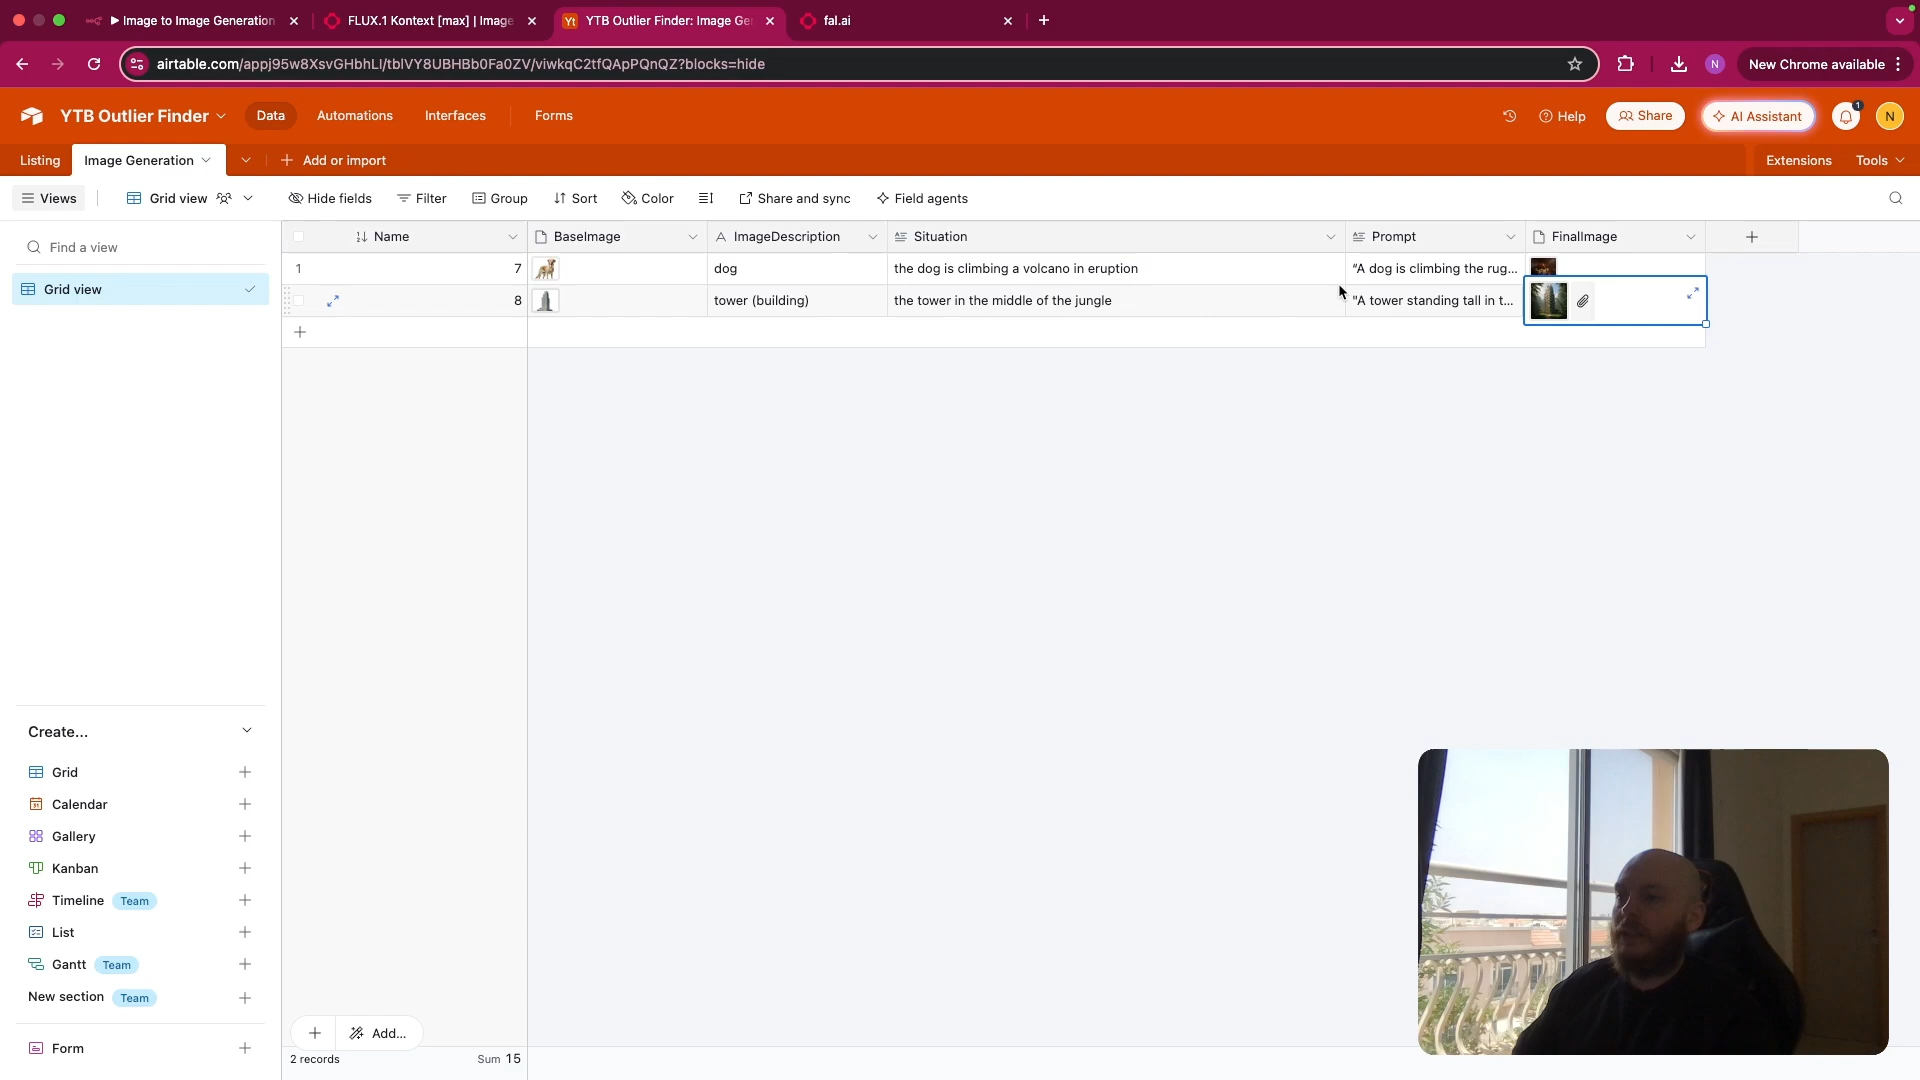 Image to Image Generation
FLUX.1 Kontext [max] | Image
Yt YTB Outlier Finder: Image Ge
fal.ai
airtable.com/appj95w8XsvGHbhLl/tblVY8UBHBb0Fa0ZV/viwkqC2tfQApPQnQZ?blocks=hide
N
New Chrome available
YTB Outlier Finder
Data
Automations
Interfaces
Forms
Help
Share
AI Assistant
1
N
Listing
Image Generation
Add or import
Extensions
Tools
Views
Grid view
Hide fields
Filter
Group
Sort
Color
Share and sync
Field agents
Find a view
Grid view
Name
BaseImage
A ImageDescription
Situation
Prompt
FinalImage
1
7
dog
the dog is climbing a volcano in eruption
"A dog is climbing the rug...
8
tower (building)
the tower in the middle of the jungle
"A tower standing tall in t...
Create...
Grid
Calendar
Gallery
Kanban
Timeline Team
List
Gantt Team
New section Team
Form
Add...
2 records
Sum 15